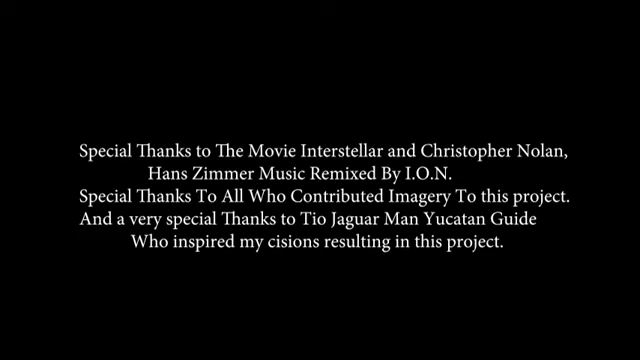 Special Thanks to The Movie Interstellar and Christopher Nolan,
Hans Zimmer Music Remixed By I.O.N.
Special Thanks To All Who Contributed Imagery To this project.
And a very special Thanks to Tio Jaguar Man Yucatan Guide
Who inspired my cisions resulting in this project.